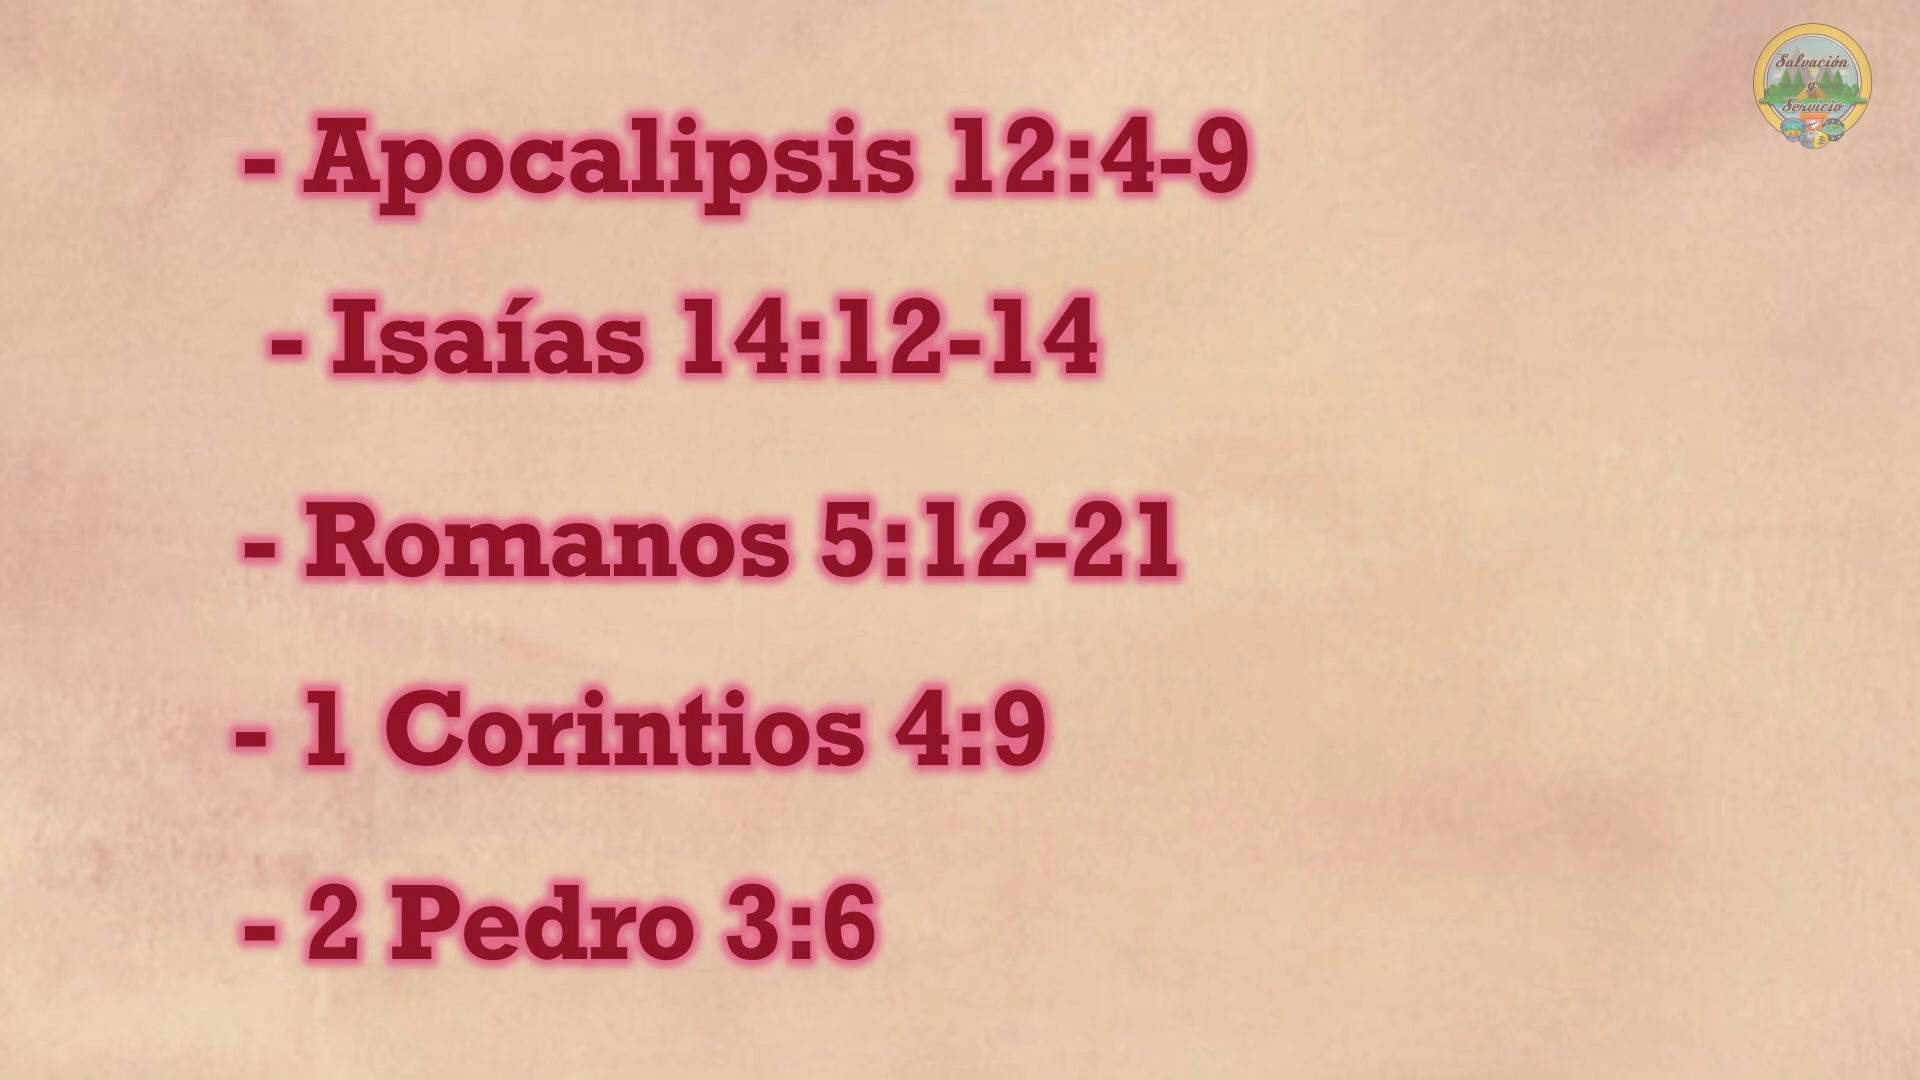 Salvación
y
Servicio
- Apocalipsis 12:4-9
- Isaías 14:12-14
- Romanos 5:12-21
- 1 Corintios 4:9
- 2 Pedro 3:6